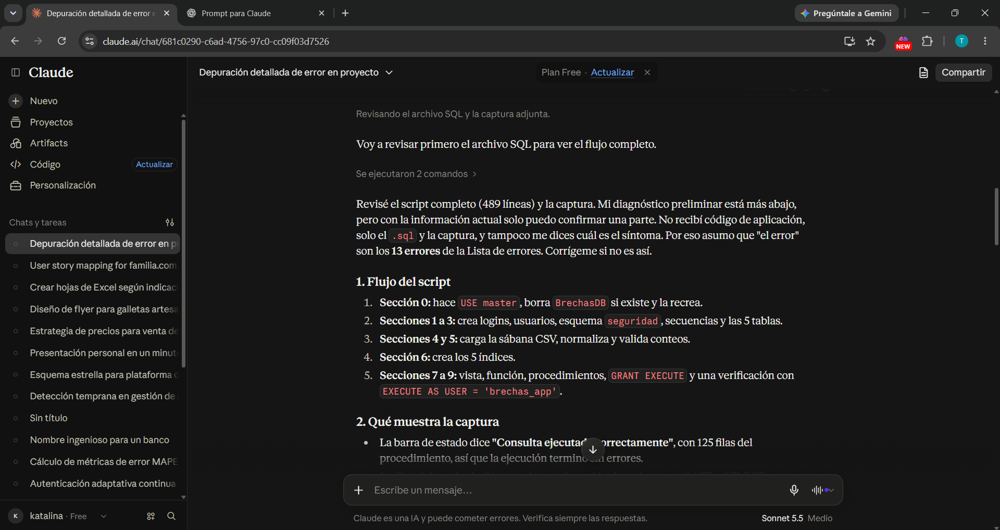 Depuración detallada de error e
Prompt para Claude
Pregúntale a Gemini
claude.ai/chat/681c0290-c6ad-4756-97c0-cc09f03d7526
NEW
T
Claude
Nuevo
Proyectos
Artifacts
Código
Actualizar
Personalización
Chats y tareas
Depuración detallada de error en p
User story mapping for familia.com
Crear hojas de Excel según indicaci
Diseño de flyer para galletas artesa
Estrategia de precios para venta de
Presentación personal en un minut
Esquema estrella para plataforma d
Detección temprana en gestión de
Sin título
Nombre ingenioso para un banco
Cálculo de métricas de error MAPE
Autenticación adaptativa continua
K
katalina · Free
Depuración detallada de error en proyecto
Plan Free · Actualizar
Compartir
Revisando el archivo SQL y la captura adjunta.
Voy a revisar primero el archivo SQL para ver el flujo completo.
Se ejecutaron 2 comandos >
Revisé el script completo (489 líneas) y la captura. Mi diagnóstico preliminar está más abajo,
pero con la información actual solo puedo confirmar una parte. No recibí código de aplicación,
solo el .sql y la captura, y tampoco me dices cuál es el síntoma. Por eso asumo que "el error"
son los 13 errores de la Lista de errores. Corrígeme si no es así.
1. Flujo del script
1. Sección 0: hace USE master, borra BrechasDB si existe y la recrea.
2. Secciones 1 a 3: crea logins, usuarios, esquema seguridad, secuencias y las 5 tablas.
3. Secciones 4 y 5: carga la sábana CSV, normaliza y valida conteos.
4. Sección 6: crea los 5 índices.
5. Secciones 7 a 9: vista, función, procedimientos, GRANT EXECUTE y una verificación con
EXECUTE AS USER = 'brechas_app'.
2. Qué muestra la captura
La barra de estado dice "Consulta ejecutad orrectamente", con 125 filas del
procedimiento, así que la ejecución terminó n errores.
Escribe un mensaje...
Claude es una IA y puede cometer errores. Verifica siempre las respuestas.
Sonnet 5.5 Medio